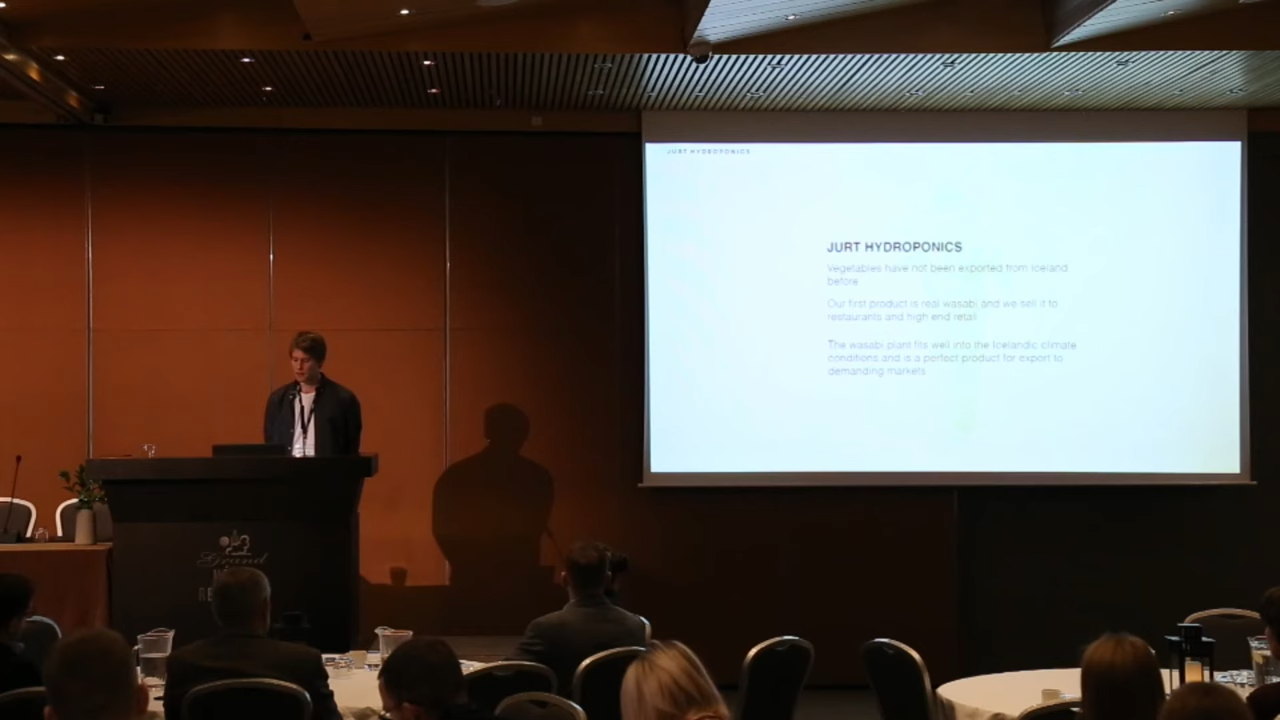 JURT HYDROPONICS
JURT HYDROPONICS
Vegetables have not been exported from Iceland
before
Our first product is real wasabi and we sell it to
restaurants and high end retail
The wasabi plant fits well into the Icelandic climate
conditions and is a perfect product for export to
demanding markets
Grand